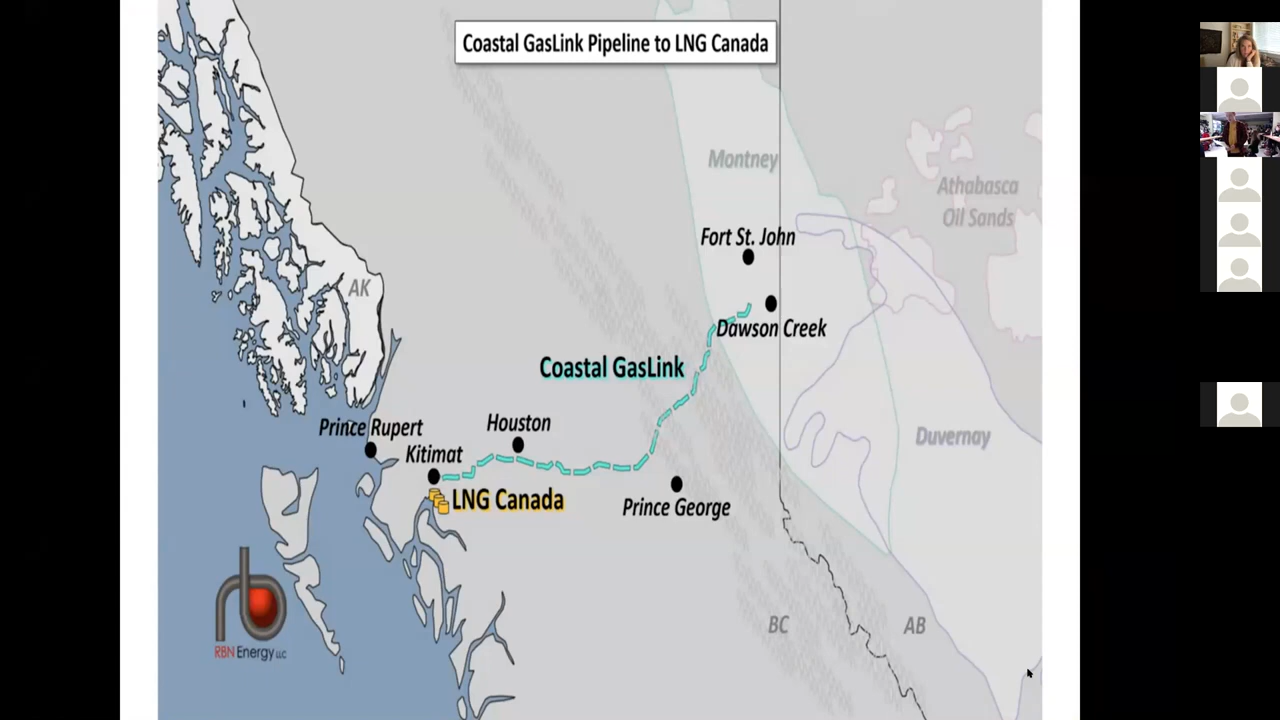 Coastal GasLink Pipeline to LNG Canada
Montney
Athabasca
Oil Sands
Fort St. John
AK
Dawson Creek
Coastal GasLink
Prince Rupert
Houston
Kitimat
Duvernay
LNG Canada
Prince George
BC
AB
RBN Energy LLC